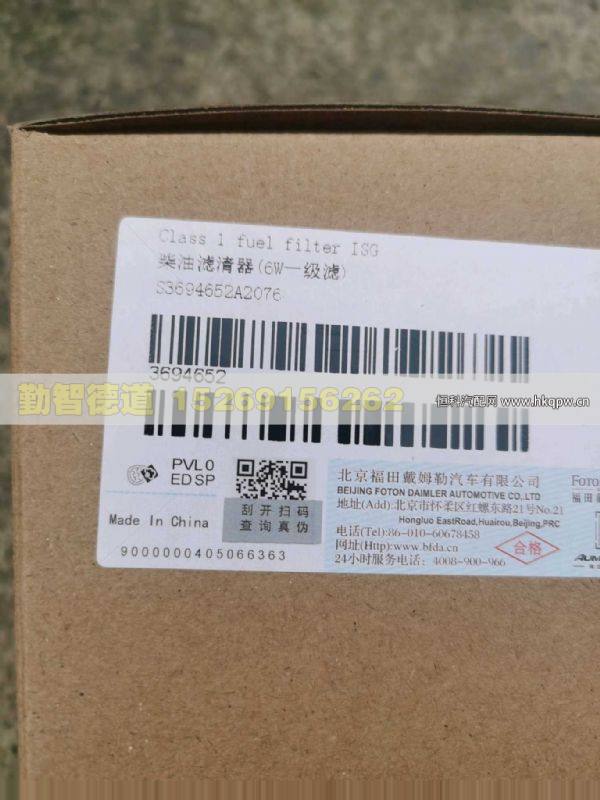 Class 1 fuel filter ISG
柴油滤清器(6W一级滤)
S3694652A2076
3694652
勤智德道 15269156262
恒科汽配网 www.hkqpw.cn
PVL0
EDSP
刮开扫码
查询真伪
Made In China
9000000405066363
北京福田戴姆勒汽车有限公司
BEIJING FOTON DAIMLER AUTOMOTIVE CO.,LTD
地址(Add):北京市怀柔区红螺东路21号No.21
Hongluo EastRoad,Huairou,Beijing,PRC
电话(Tel):86-010-60678458
网址(Http):www.bfda.cn
24小时服务电话: 4008-900-966
合格
Foto
福田
AUM